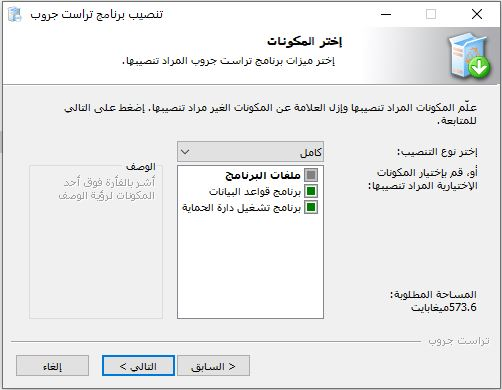 تنصيب برنامج تراست جروب
إختر المكونات
إختر ميزات برنامج تراست جروب المراد تنصيبها.
علّم المكونات المراد تنصيبها وإزل العلامة عن المكونات الغير مراد تنصيبها. إضغط على التالي
للمتابعة.
إختر نوع التنصيب:
كامل
أو، قم بإختيار المكونات
الإختيارية المراد تنصيبها:
ملفات البرنامج
برنامج قواعد البيانات
برنامج تشغيل دارة الحماية
الوصف
أشر بالفأرة فوق أحد
المكونات لرؤية الوصف
المساحة المطلوبة:
573.6ميغابايت
تراست جروب
< السابق
التالي >
إلغاء